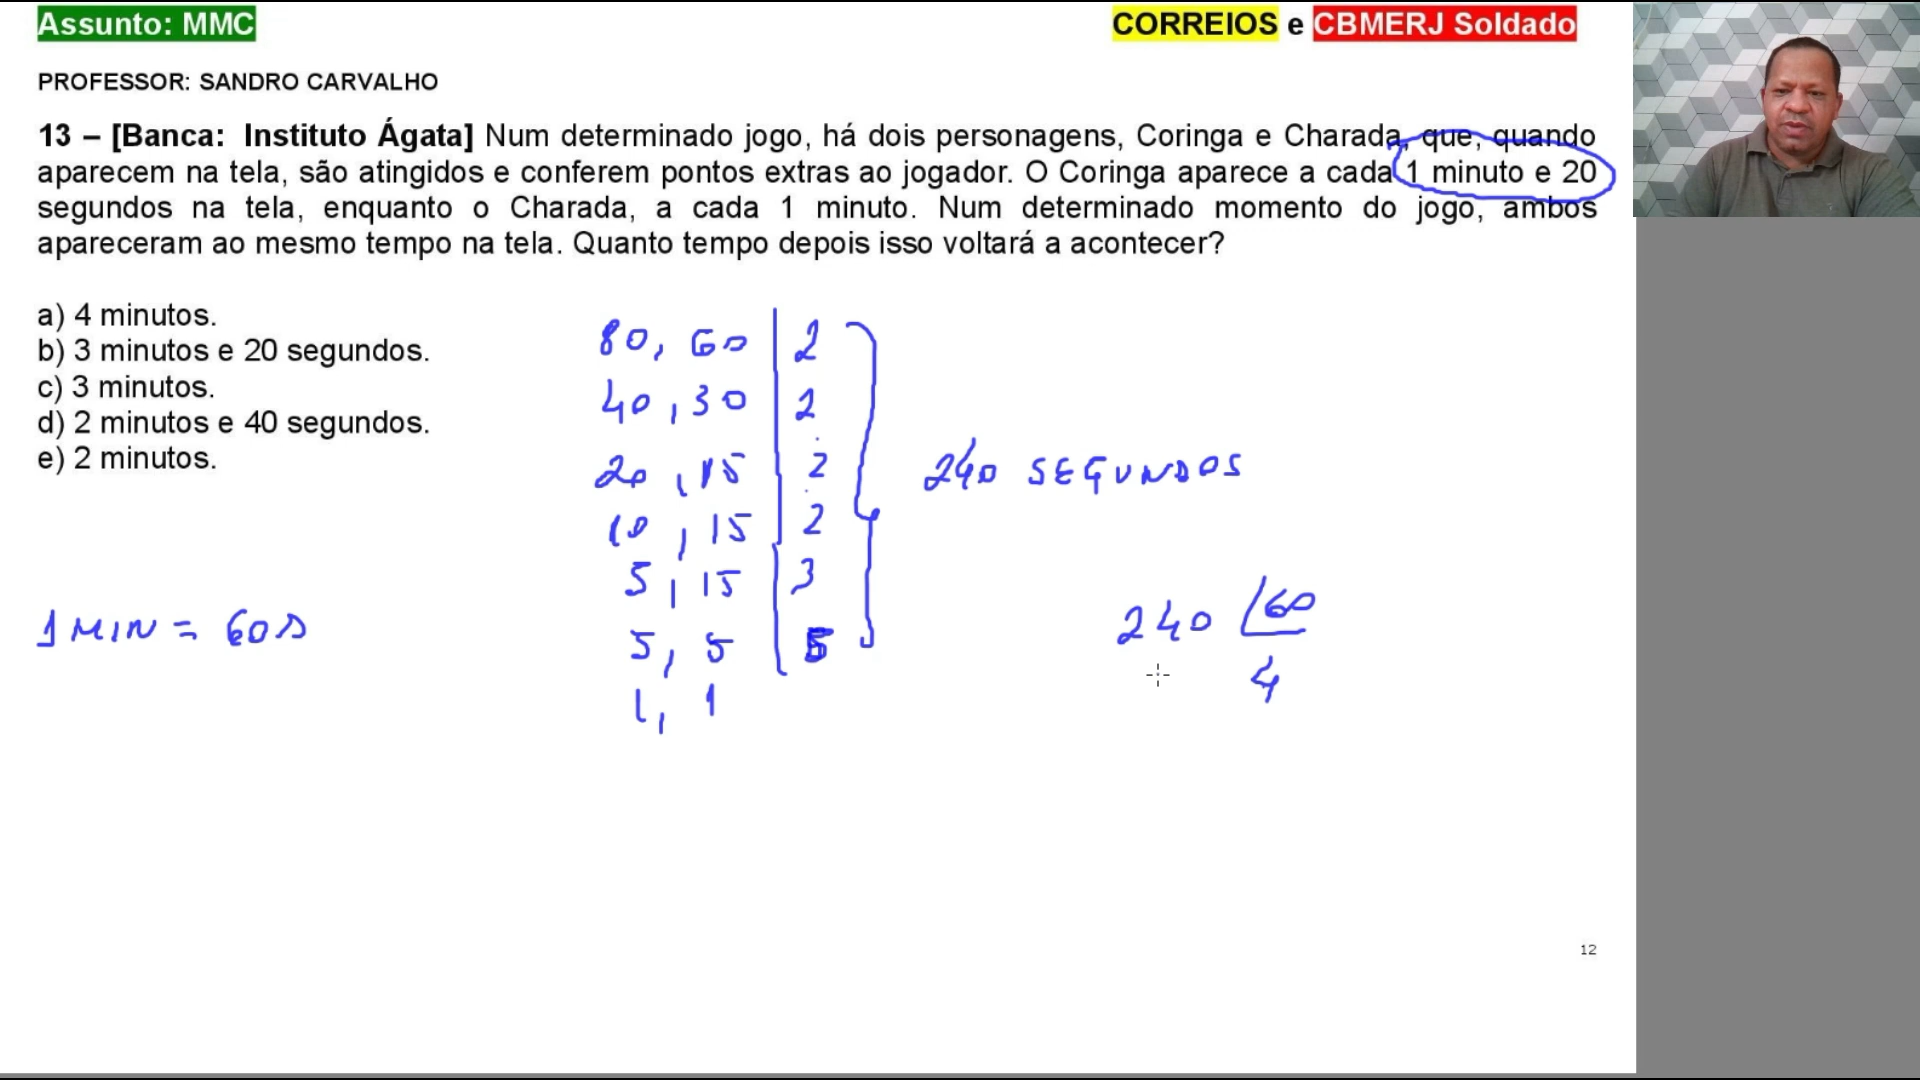 Assunto: MMC
CORREIOS e CBMERJ Soldado
PROFESSOR: SANDRO CARVALHO
13 – [Banca: Instituto Ágata] Num determinado jogo, há dois personagens, Coringa e Charada, que, quando
aparecem na tela, são atingidos e conferem pontos extras ao jogador. O Coringa aparece a cada 1 minuto e 20
segundos na tela, enquanto o Charada, a cada 1 minuto. Num determinado momento do jogo, ambos
apareceram ao mesmo tempo na tela. Quanto tempo depois isso voltará a acontecer?
a) 4 minutos.
b) 3 minutos e 20 segundos.
c) 3 minutos.
d) 2 minutos e 40 segundos.
e) 2 minutos.
80, 60 | 2
40, 30 | 2
20, 15 | 2
10, 15 | 2
5, 15 | 3
5, 5 | 5
1, 1
240 SEGUNDOS
1 MIN = 60s
240 60
4
12